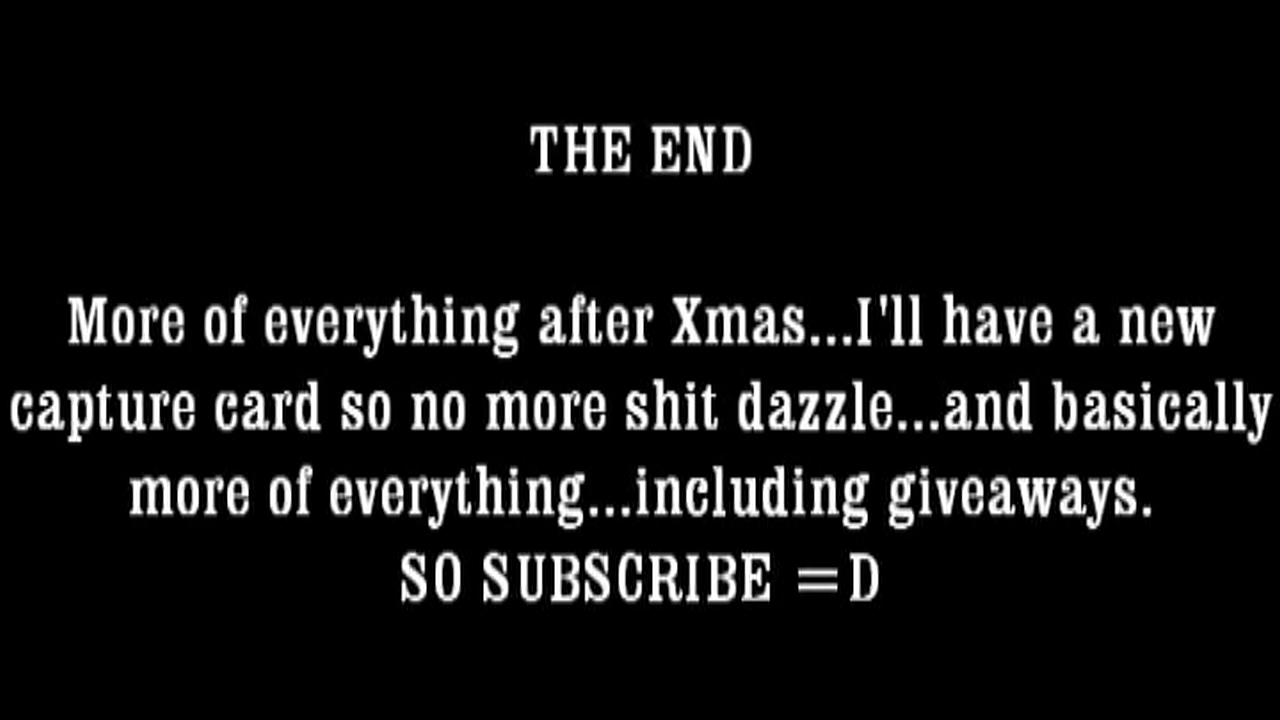 THE END
More of everything after Xmas...I'll have a new
capture card so no more shit dazzle...and basically
more of everything...including giveaways.
SO SUBSCRIBE =D